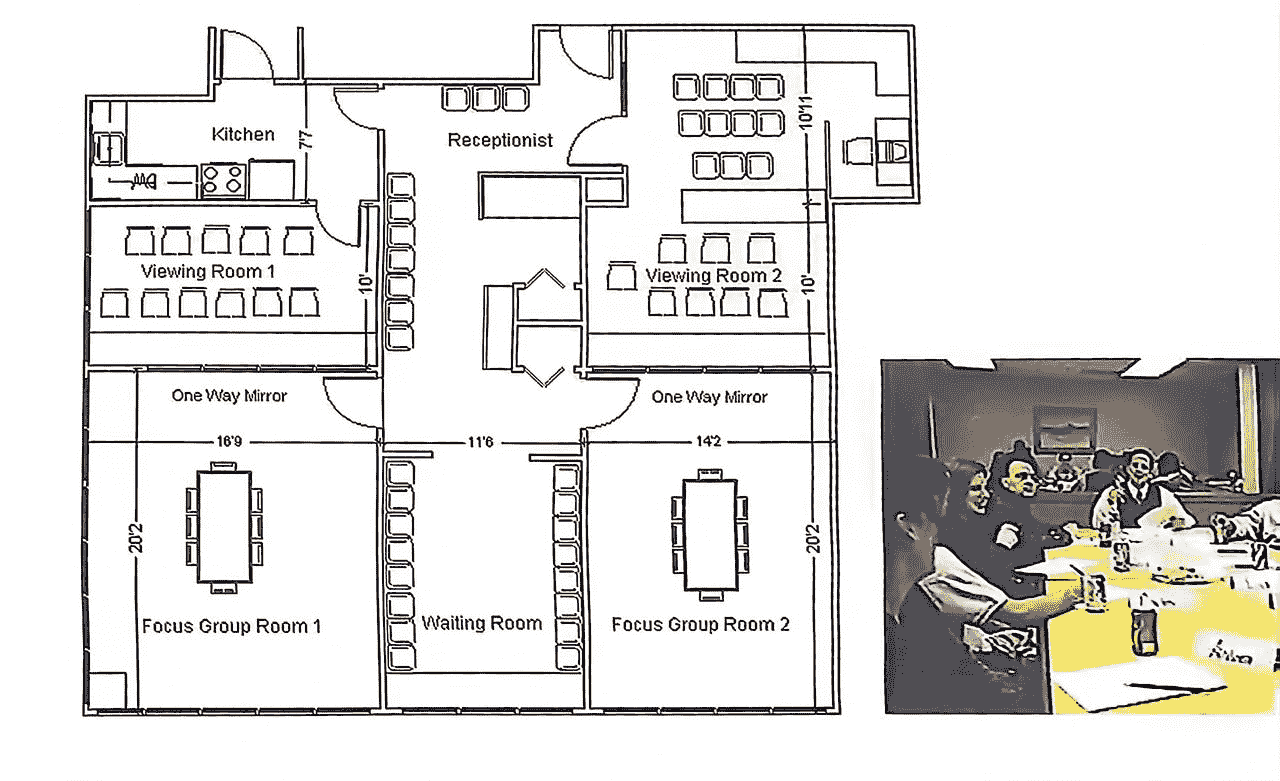 Kitchen
7'7
Receptionist
10'11
Viewing Room 1
10'
Viewing Room 2
10'
One Way Mirror
One Way Mirror
16'9
11'6
14'2
20'2
20'2
Focus Group Room 1
Waiting Room
Focus Group Room 2